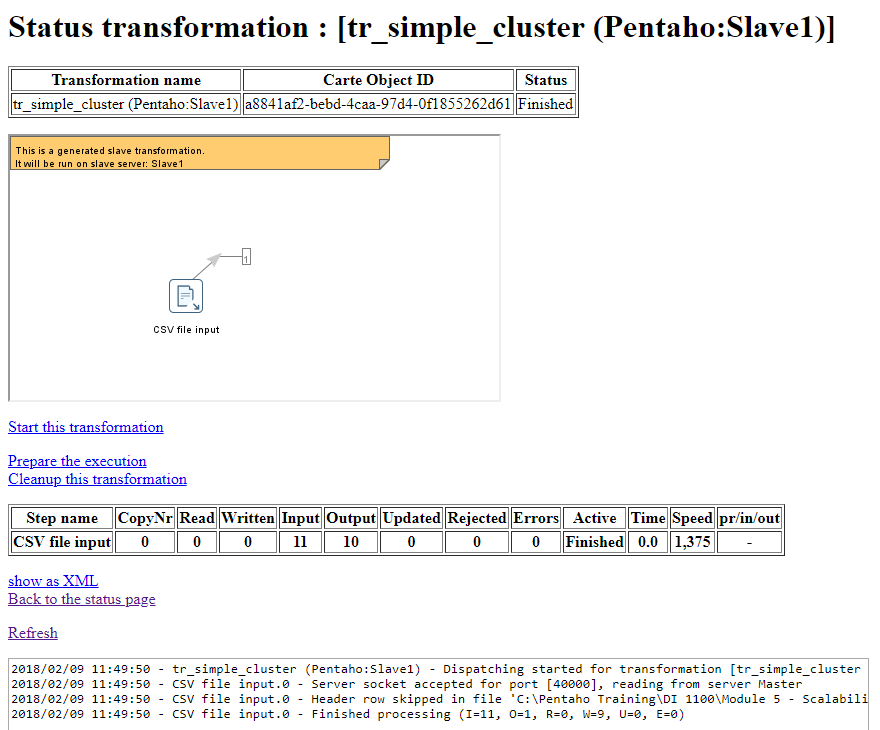 Status transformation : [tr_simple_cluster (Pentaho:Slave1)]
Transformation name Carte Object ID Status
tr_simple_cluster (Pentaho:Slave1) a8841af2-bebd-4caa-97d4-0f1855262d61 Finished
This is a generated slave transformation.
It will be run on slave server: Slave1
1
CSV file input
Start this transformation
Prepare the execution
Cleanup this transformation
Step name CopyNr Read Written Input Output Updated Rejected Errors Active Time Speed pr/in/out
CSV file input 0 0 0 11 10 0 0 0 Finished 0.0 1,375 -
show as XML
Back to the status page
Refresh
2018/02/09 11:49:50 - tr_simple_cluster (Pentaho:Slave1) - Dispatching started for transformation [tr_simple_cluster
2018/02/09 11:49:50 - CSV file input.0 - Server socket accepted for port [40000], reading from server Master
2018/02/09 11:49:50 - CSV file input.0 - Header row skipped in file 'C:\Pentaho Training\DI 1100\Module 5 - Scalabili
2018/02/09 11:49:50 - CSV file input.0 - Finished processing (I=11, O=1, R=0, W=9, U=0, E=0)